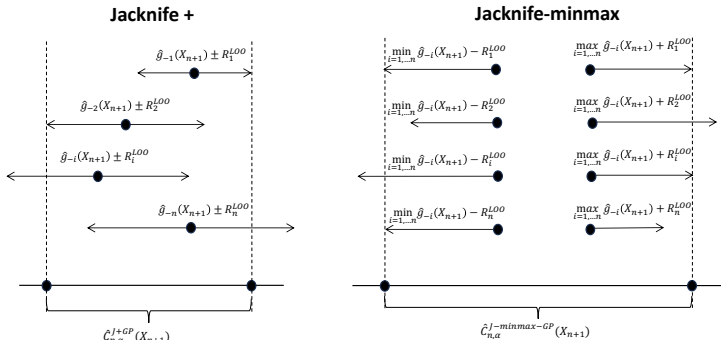 Jacknife +
Jacknife-minmax
ĝ₋₁(Xₙ₊₁) ± R₁^{LOO}
ĝ₋₂(Xₙ₊₁) ± R₂^{LOO}
ĝ₋ᵢ(Xₙ₊₁) ± Rᵢ^{LOO}
ĝ₋ₙ(Xₙ₊₁) ± Rₙ^{LOO}
Ĉ_{n,α}^{J+GP}(Xₙ₊₁)
min_{i=1,...n} ĝ₋ᵢ(Xₙ₊₁) − R₁^{LOO}
max_{i=1,...n} ĝ₋ᵢ(Xₙ₊₁) + R₁^{LOO}
min_{i=1,...n} ĝ₋ᵢ(Xₙ₊₁) − R₂^{LOO}
max_{i=1,...n} ĝ₋ᵢ(Xₙ₊₁) + R₂^{LOO}
min_{i=1,...n} ĝ₋ᵢ(Xₙ₊₁) − Rᵢ^{LOO}
max_{i=1,...n} ĝ₋ᵢ(Xₙ₊₁) + Rᵢ^{LOO}
min_{i=1,...n} ĝ₋ᵢ(Xₙ₊₁) − Rₙ^{LOO}
max_{i=1,...n} ĝ₋ᵢ(Xₙ₊₁) + Rₙ^{LOO}
Ĉ_{n,α}^{J−minmax−GP}(Xₙ₊₁)